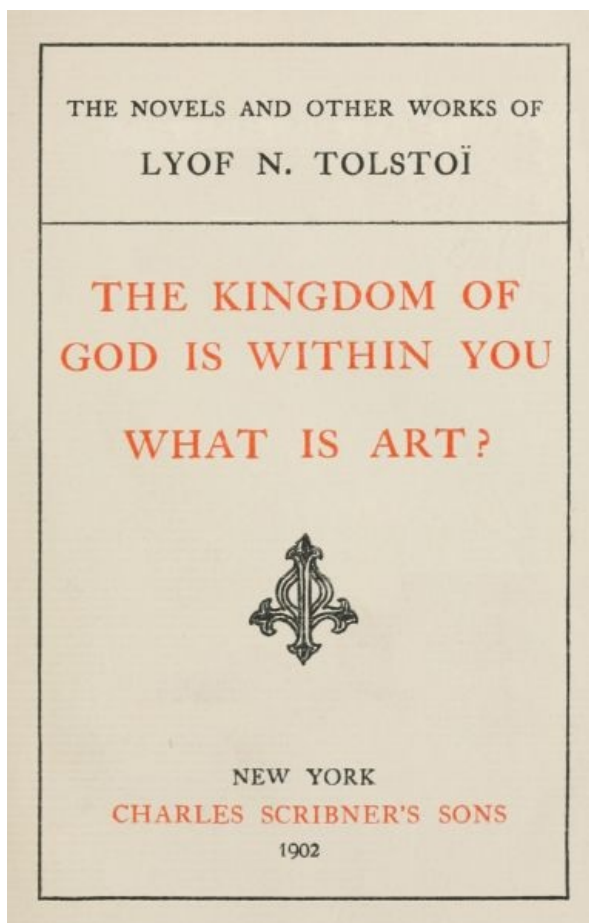 THE NOVELS AND OTHER WORKS OF
LYOF N. TOLSTOÏ
THE KINGDOM OF
GOD IS WITHIN YOU
WHAT IS ART?
NEW YORK
CHARLES SCRIBNER'S SONS
1902